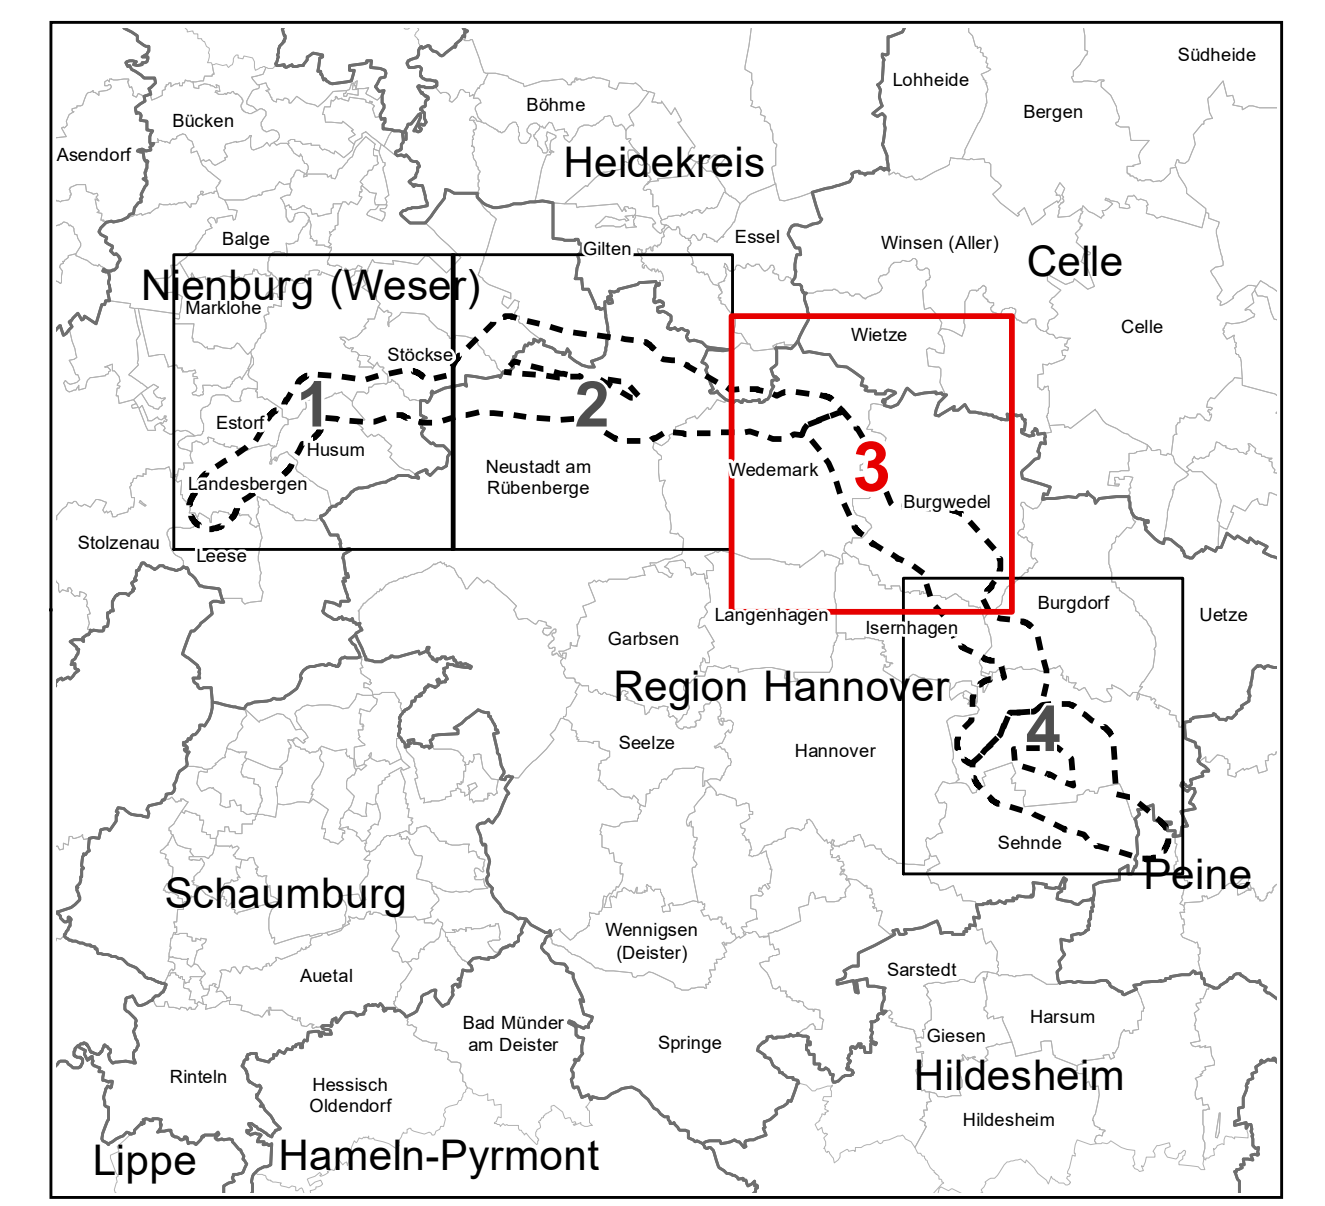 Südheide
Lohheide
Böhme
Bergen
Bücken
Asendorf
Heidekreis
Balge
Gilten
Essel
Winsen (Aller)
Celle
Nienburg (Weser)
Marklohe
Celle
Wietze
Stöckse
1
2
Estorf
Husum
3
Neustadt am
Rübenberge
Wedemark
Landesbergen
Burgwedel
Stolzenau
Leese
Burgdorf
Langenhagen
Uetze
Isernhagen
Garbsen
Region Hannover
4
Seelze
Hannover
Sehnde
Peine
Schaumburg
Wennigsen
(Deister)
Sarstedt
Auetal
Harsum
Bad Münder
am Deister
Giesen
Springe
Rinteln
Hildesheim
Hessisch
Oldendorf
Hildesheim
Lippe
Hameln-Pyrmont